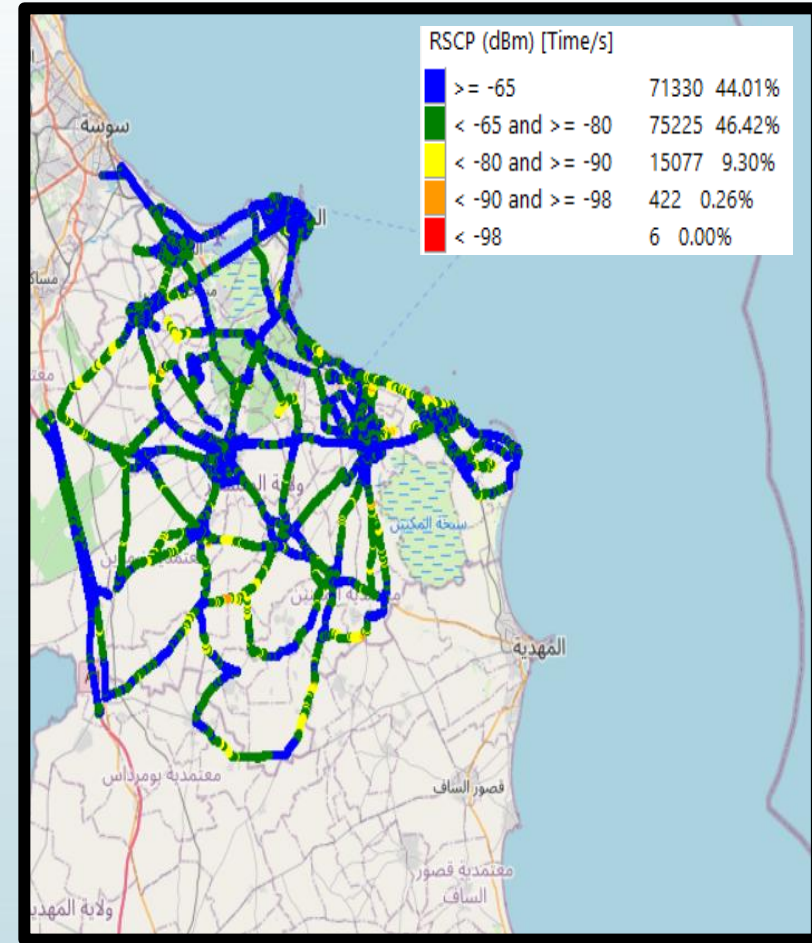 RSCP (dBm) [Time/s]
>= -65 71330 44.01%
< -65 and >= -80 75225 46.42%
< -80 and >= -90 15077 9.30%
< -90 and >= -98 422 0.26%
< -98 6 0.00%
سوسة
مساك
سبخة المكنين
المهدية
معتمدية بومرداس
قصور الساف
معتمدية قصور
الساف
ولاية المهدي